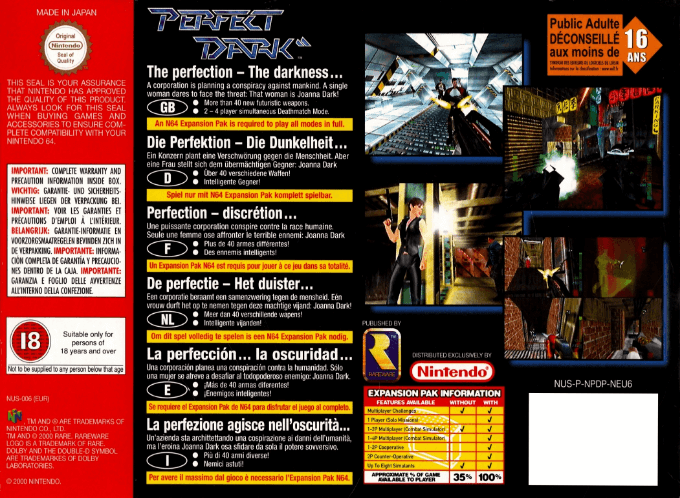 MADE IN JAPAN
Original
Nintendo
Seal of
Quality
THIS SEAL IS YOUR ASSURANCE
THAT NINTENDO HAS APPROVED
THE QUALITY OF THIS PRODUCT.
ALWAYS LOOK FOR THIS SEAL
WHEN BUYING GAMES AND
ACCESSORIES TO ENSURE COM-
PLETE COMPATIBILITY WITH YOUR
NINTENDO 64.
IMPORTANT: COMPLETE WARRANTY AND
PRECAUTION INFORMATION INSIDE BOX.
WICHTIG: GARANTIE- UND SICHERHEITS-
HINWEISE LIEGEN DER VERPACKUNG BEI.
IMPORTANT: VOIR LES GARANTIES ET
PRÉCAUTIONS D'EMPLOI À L'INTÉRIEUR.
BELANGRIJK: GARANTIE-INFORMATIE EN
VOORZORGSMAATREGELEN BEVINDEN ZICH IN
DE VERPAKKING. IMPORTANTE: INFORMA-
CIÓN COMPLETA DE GARANTÍA Y PRECAUCIO-
NES DENTRO DE LA CAJA. IMPORTANTE:
GARANZIA E FOGLIO DELLE AVVERTENZE
ALL'INTERNO DELLA CONFEZIONE.
18
Suitable only for
persons of
18 years and over
Not to be supplied to any person below that age
NUS-006 (EUR)
, TM AND ® ARE TRADEMARKS OF
NINTENDO CO., LTD.
TM AND © 2000 RARE. RAREWARE
LOGO IS A TRADEMARK OF RARE.
DOLBY AND THE DOUBLE-D SYMBOL
ARE TRADEMARKS OF DOLBY
LABORATORIES.
© 2000 NINTENDO.
PERFECT
DARK
The perfection – The darkness...
A corporation is planning a conspiracy against mankind. A single
woman dares to face the threat: That woman is Joanna Dark!
GB
● More than 40 new futuristic weapons.
● 2 – 4 player simultaneous Deathmatch Mode.
An N64 Expansion Pak is required to play all modes in full.
Die Perfektion – Die Dunkelheit...
Ein Konzern plant eine Verschwörung gegen die Menschheit. Aber
eine Frau stellt sich dem übermächtigen Gegner: Joanna Dark
D
● Über 40 verschiedene Waffen!
● Intelligente Gegner!
Spiel nur mit N64 Expansion Pak komplett spielbar.
Perfection – discrétion...
Une puissante corporation conspire contre la race humaine.
Seule une femme ose affronter le terrible ennemi: Joanna Dark
F
● Plus de 40 armes différentes!
● Des ennemis intelligents!
Un Expansion Pak N64 est requis pour jouer à ce jeu dans sa totalité.
De perfectie – Het duister...
Een corporatie beraamt een samenzwering tegen de mensheid. Eén
vrouw durft het op te nemen tegen deze machtige vijand: Joanna Dark!
NL
● Meer dan 40 verschillende wapens!
● Intelligente vijanden!
Om dit spel volledig te spelen is een N64 Expansion Pak nodig.
La perfección... la oscuridad...
Una corporación planea una conspiración contra la humanidad. Sólo
una mujer se atreve a desafiar al todopoderoso enemigo: Joanna Dark.
E
● ¡Más de 40 armas diferentes!
● ¡Enemigos inteligentes!
Se requiere el Expansion Pak de N64 para disfrutar el juego al completo.
La perfezione agisce nell'oscurità...
Un'azienda sta architettando una cospirazione ai danni dell'umanità,
ma l'eroina Joanna Dark osa sfidare da sola il potere sovversivo.
I
● Più di 40 armi diverse!
● Nemici astuti!
Per avere il massimo dal gioco è necessario l'Expansion Pak N64.
Public Adulte
DÉCONSEILLÉ
aux moins de
16
ANS
PUBLISHED BY
R
RAREWARE
DISTRIBUTED EXCLUSIVELY BY
Nintendo
EXPANSION PAK INFORMATION
FEATURES AVAILABLE WITHOUT WITH
Multiplayer Challenges ✓ ✓
1 Player (Solo Missions) ✓
1-2P Multiplayer (Combat Simulator) ✓ ✓
1-4P Multiplayer (Combat Simulator) ✓
1-2P Cooperative ✓
2P Counter-Operative ✓
Up To Eight Simulants ✓ ✓
APPROXIMATE % OF GAME
AVAILABLE TO PLAYER 35% 100%
NUS-P-NPDP-NEU6